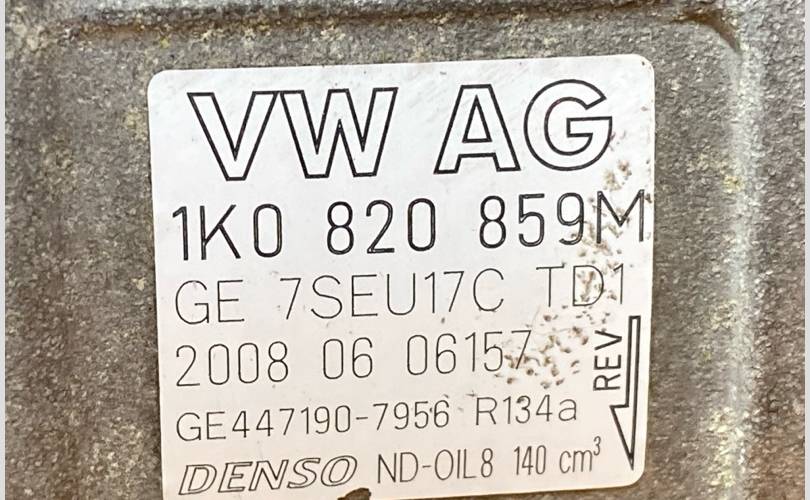 VW AG
1K0 820 859M
GE 7SEU17C TD1
2008 06 06157
REV
GE447190-7956 R134a
DENSO ND-OIL8 140 cm³